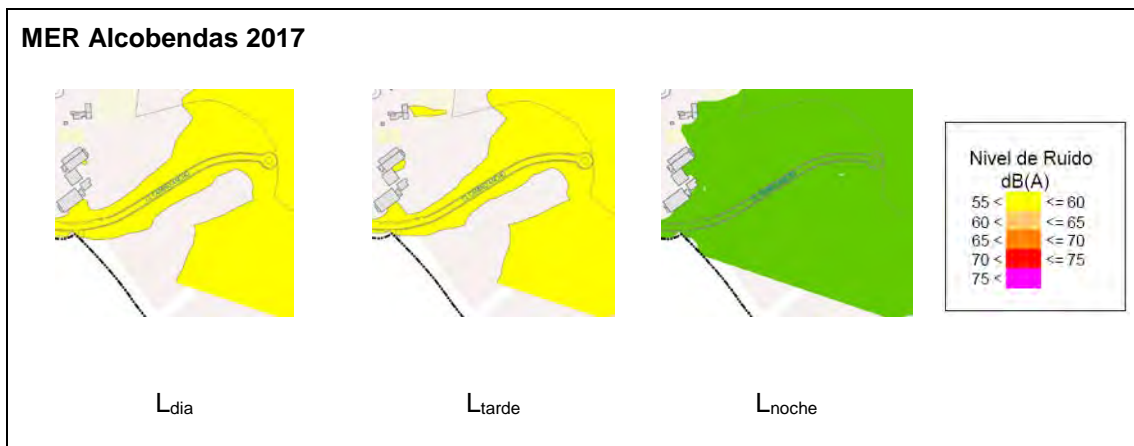 MER Alcobendas 2017
Nivel de Ruido
dB(A)
55 < <= 60
60 < <= 65
65 < <= 70
70 < <= 75
75 <
Ldia Ltarde Lnoche